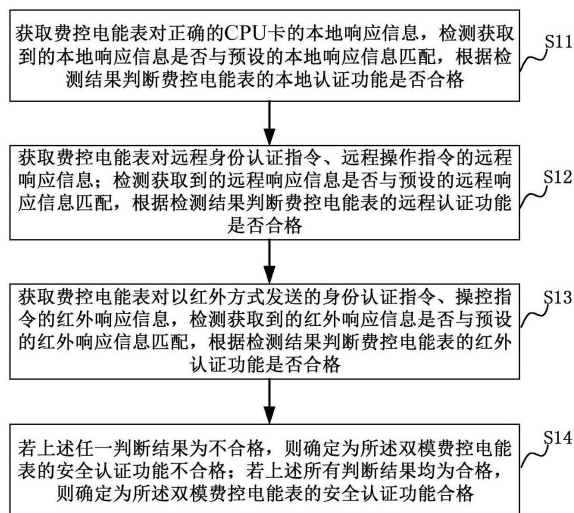 获取费控电能表对正确的CPU卡的本地响应信息，检测获取
到的本地响应信息是否与预设的本地响应信息匹配，根据检
测结果判断费控电能表的本地认证功能是否合格
S11
获取费控电能表对远程身份认证指令、远程操作指令的远程
响应信息；检测获取到的远程响应信息是否与预设的远程响
应信息匹配，根据检测结果判断费控电能表的远程认证功能
是否合格
S12
获取费控电能表对以红外方式发送的身份认证指令、操控指
令的红外响应信息，检测获取到的红外响应信息是否与预设
的红外响应信息匹配，根据检测结果判断费控电能表的红外
认证功能是否合格
S13
若上述任一判断结果为不合格，则确定为所述双模费控电能
表的安全认证功能不合格；若上述所有判断结果均为合格，
则确定为所述双模费控电能表的安全认证功能合格
S14